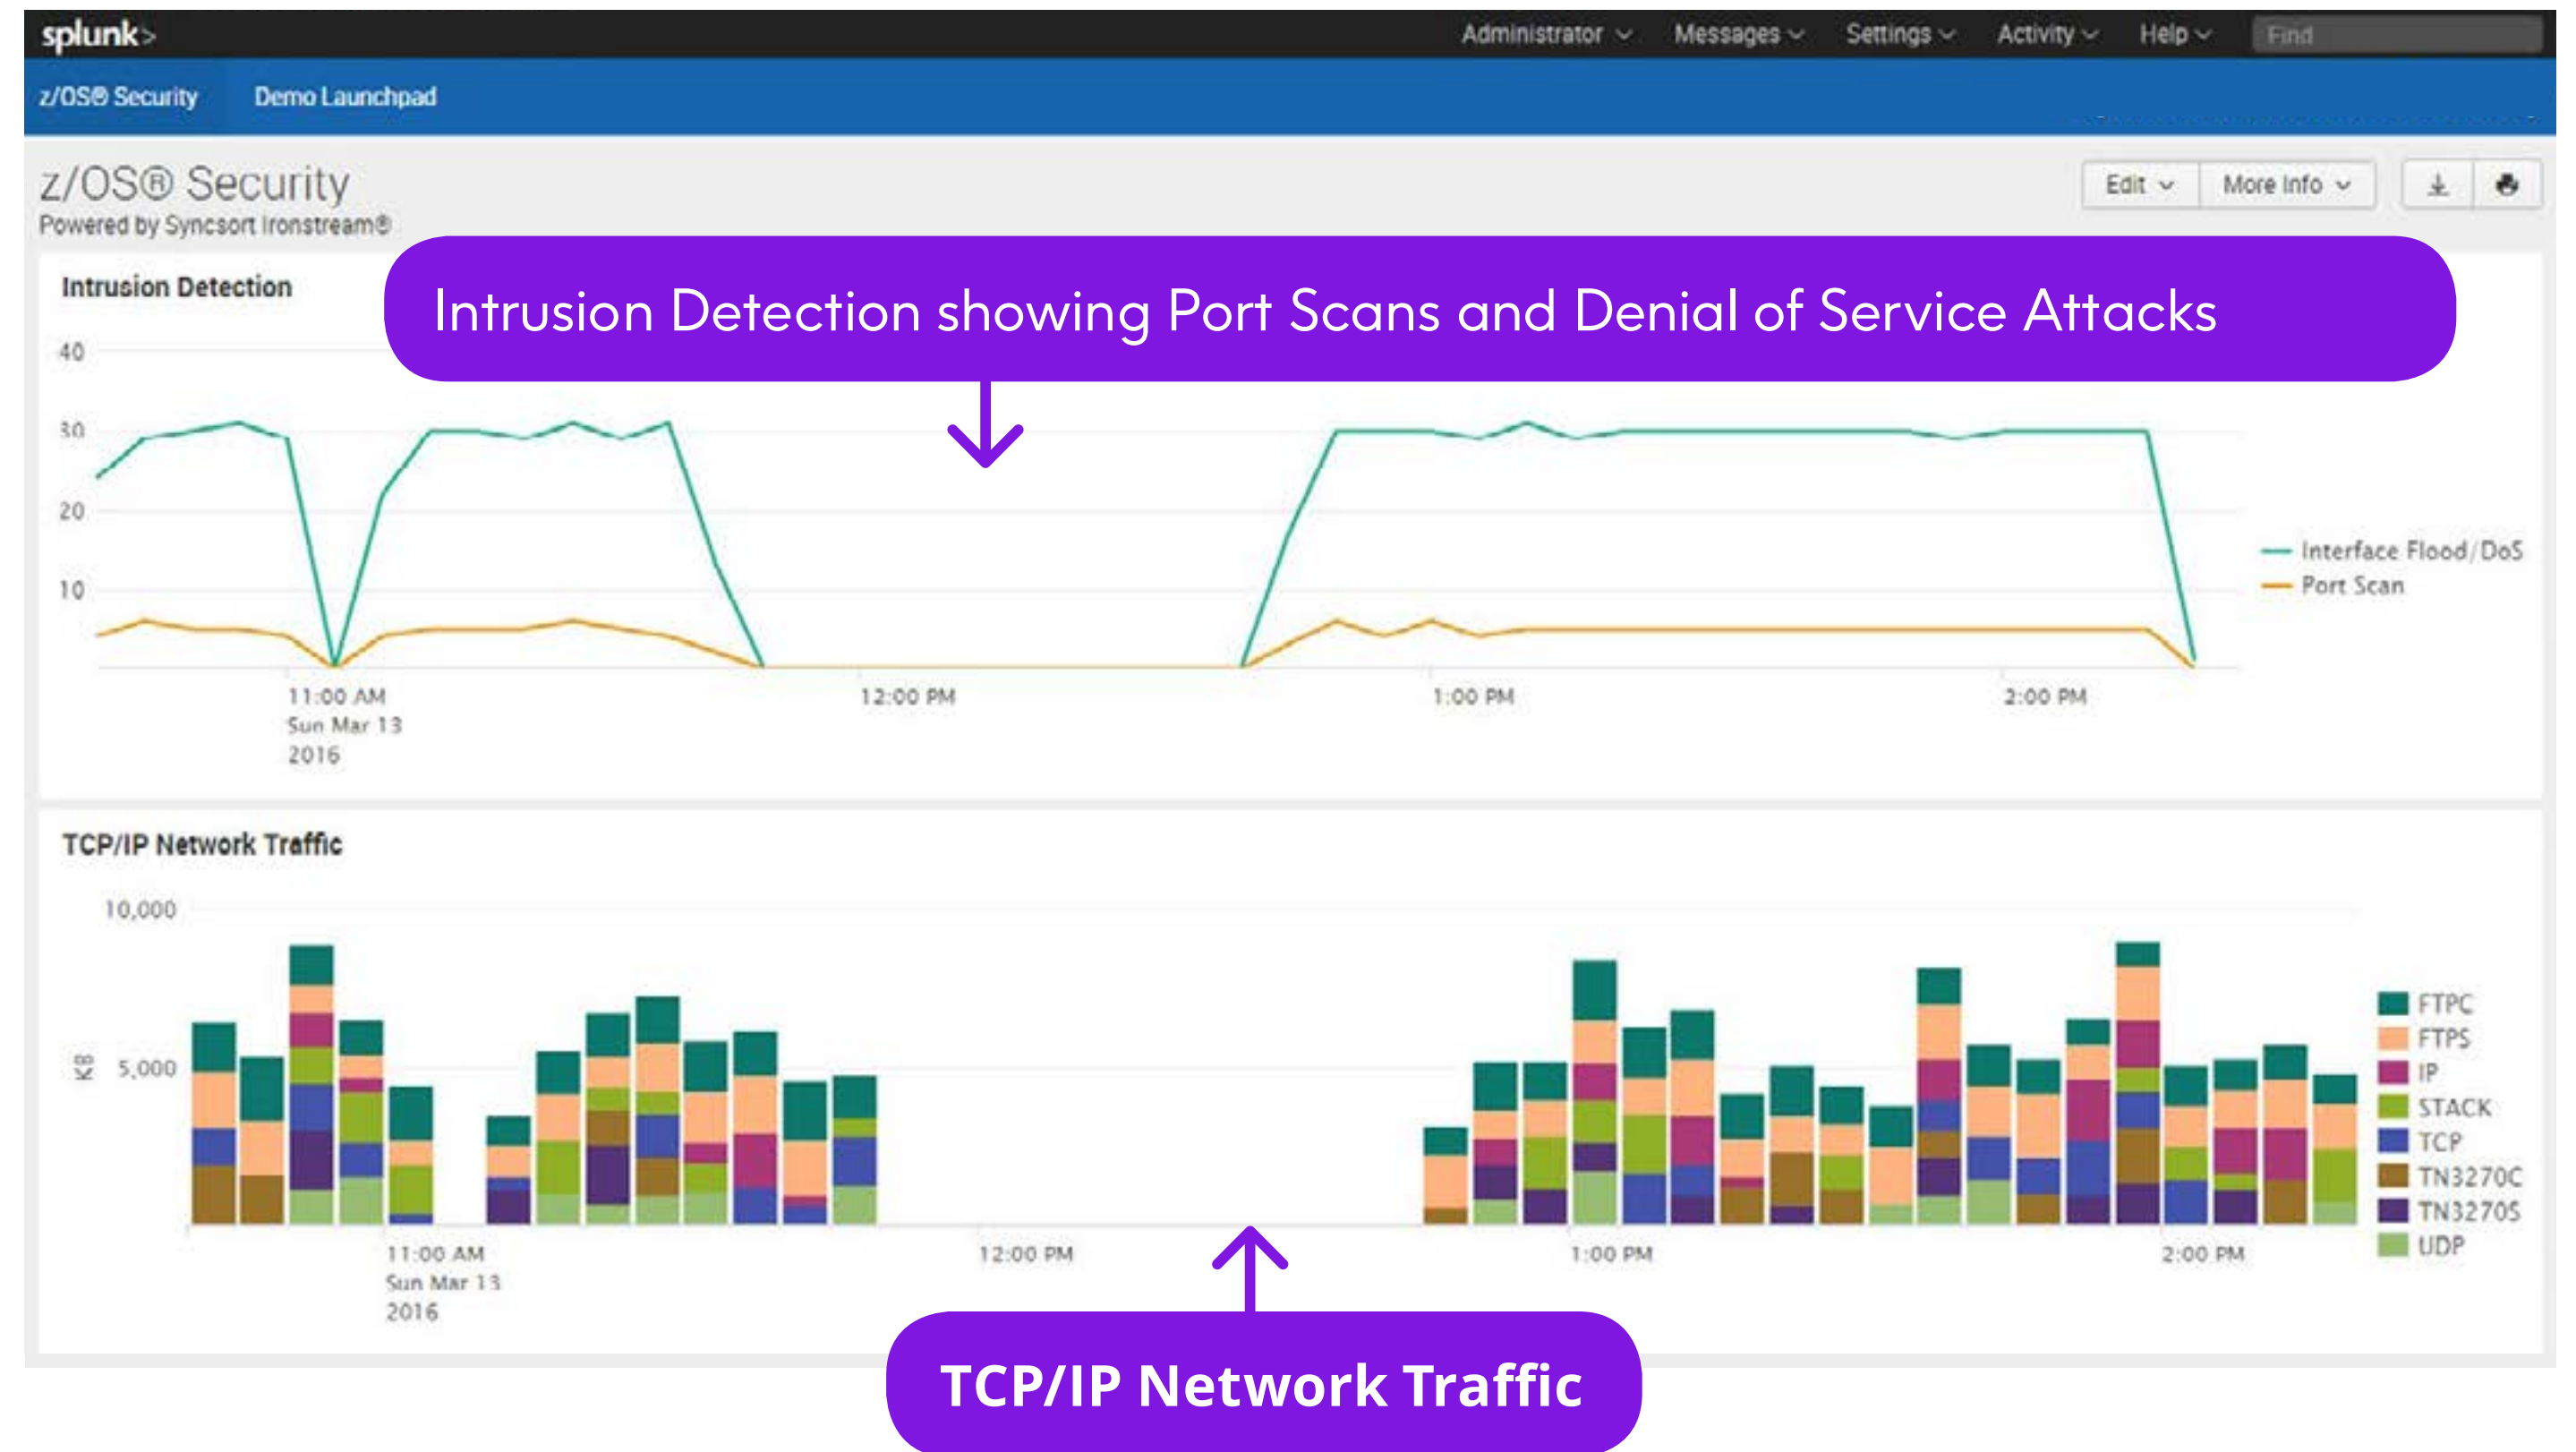 splunk>
Administrator
Messages
Settings
Activity
Help
Find
z/OS® Security
Demo Launchpad
z/OS® Security
Powered by Syncsort Ironstream®
Edit
More Info
Intrusion Detection
Intrusion Detection showing Port Scans and Denial of Service Attacks
40
30
20
10
Interface Flood/DoS
Port Scan
11:00 AM
Sun Mar 13
2016
12:00 PM
1:00 PM
2:00 PM
TCP/IP Network Traffic
10,000
5,000
KB
FTPC
FTPS
IP
STACK
TCP
TN3270C
TN3270S
UDP
11:00 AM
Sun Mar 13
2016
12:00 PM
1:00 PM
2:00 PM
TCP/IP Network Traffic